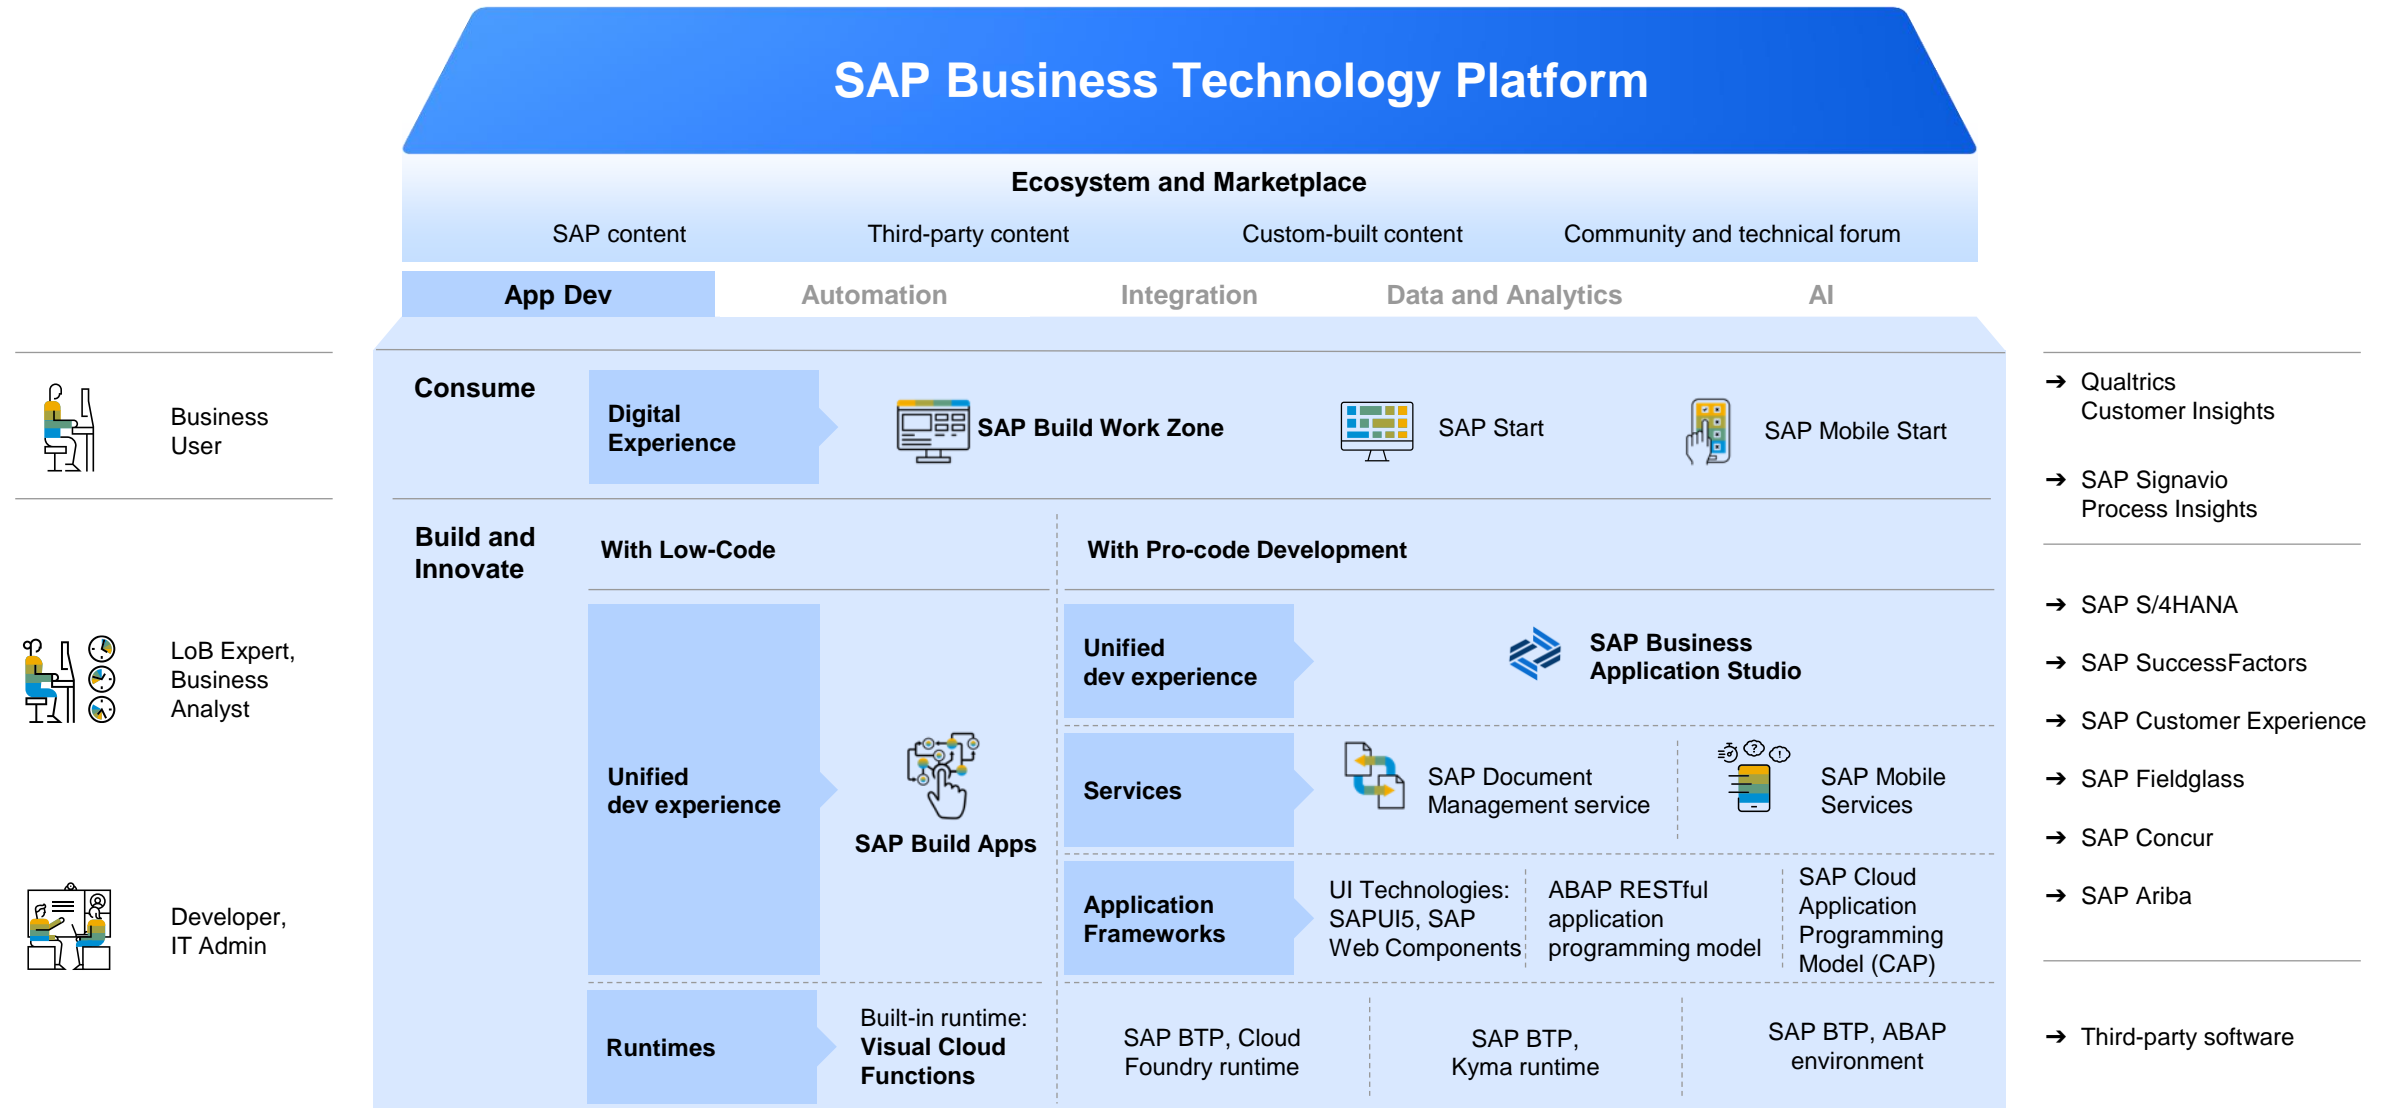 SAP Business Technology Platform
Ecosystem and Marketplace
SAP content
Third-party content
Custom-built content
Community and technical forum
App Dev
Automation
Integration
Data and Analytics
AI
Business
User
LoB Expert,
Business
Analyst
Developer,
IT Admin
Consume
Digital
Experience
SAP Build Work Zone
SAP Start
SAP Mobile Start
Build and
Innovate
With Low-Code
Unified
dev experience
SAP Build Apps
Runtimes
Built-in runtime:
Visual Cloud
Functions
With Pro-code Development
Unified
dev experience
SAP Business
Application Studio
Services
SAP Document
Management service
SAP Mobile
Services
Application
Frameworks
UI Technologies:
SAPUI5, SAP
Web Components
ABAP RESTful
application
programming model
SAP Cloud
Application
Programming
Model (CAP)
SAP BTP, Cloud
Foundry runtime
SAP BTP,
Kyma runtime
SAP BTP, ABAP
environment
➔ Qualtrics
Customer Insights
➔ SAP Signavio
Process Insights
➔ SAP S/4HANA
➔ SAP SuccessFactors
➔ SAP Customer Experience
➔ SAP Fieldglass
➔ SAP Concur
➔ SAP Ariba
➔ Third-party software